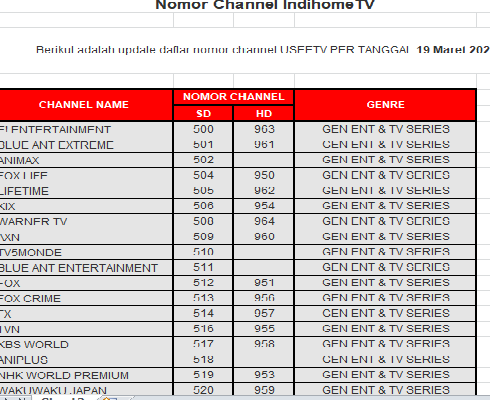 Nomor Channel IndihomeTV
Berikut adalah update daftar nomor channel USEETV PER TANGGAL 19 Maret 202
CHANNEL NAME NOMOR CHANNEL GENRE
SD HD
E! ENTERTAINMENT 500 963 GEN ENT & TV SERIES
BLUE ANT EXTREME 501 961 GEN ENT & TV SERIES
ANIMAX 502 GEN ENT & TV SERIES
FOX LIFE 504 950 GEN ENT & TV SERIES
LIFETIME 505 962 GEN ENT & TV SERIES
KIX 506 954 GEN ENT & TV SERIES
WARNER TV 508 964 GEN ENT & TV SERIES
AXN 509 960 GEN ENT & TV SERIES
TV5MONDE 510 GEN ENT & TV SERIES
BLUE ANT ENTERTAINMENT 511 GEN ENT & TV SERIES
FOX 512 951 GEN ENT & TV SERIES
FOX CRIME 513 956 GEN ENT & TV SERIES
FX 514 957 GEN ENT & TV SERIES
TVN 516 955 GEN ENT & TV SERIES
KBS WORLD 517 958 GEN ENT & TV SERIES
ANIPLUS 518 GEN ENT & TV SERIES
NHK WORLD PREMIUM 519 953 GEN ENT & TV SERIES
WAKUWAKU JAPAN 520 959 GEN ENT & TV SERIES